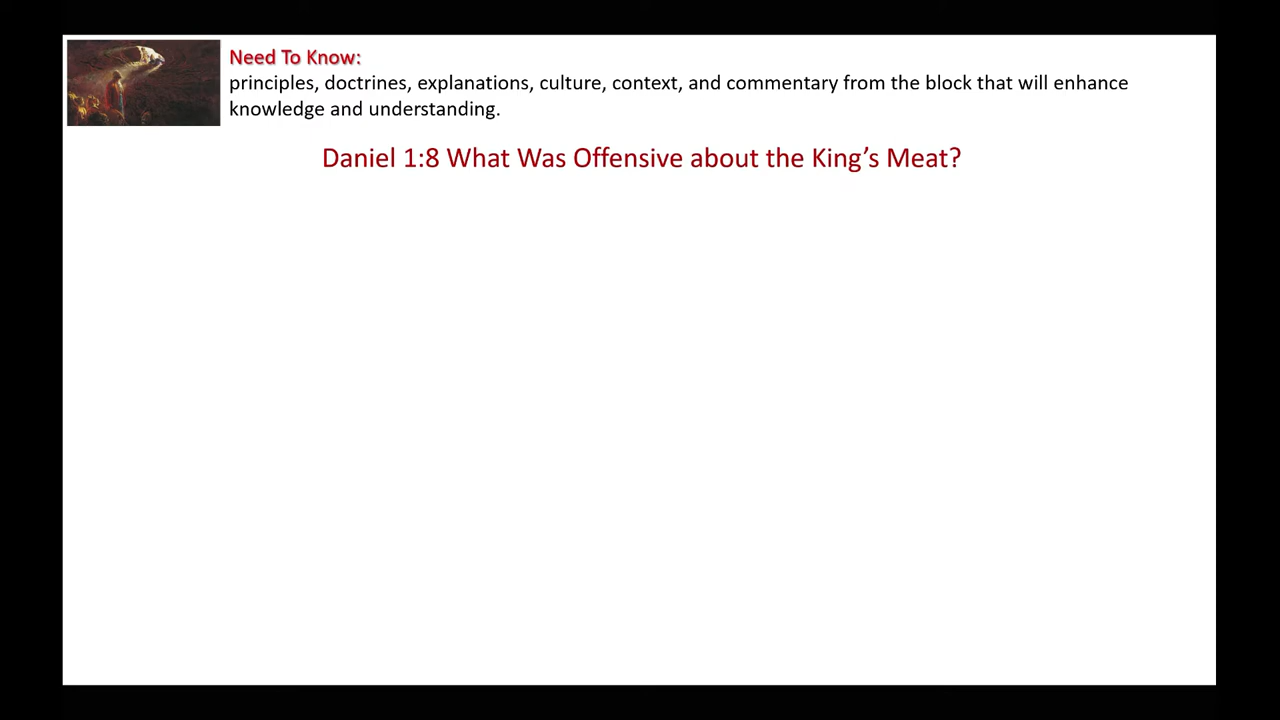 Need To Know:
principles, doctrines, explanations, culture, context, and commentary from the block that will enhance
knowledge and understanding.
Daniel 1:8 What Was Offensive about the King’s Meat?